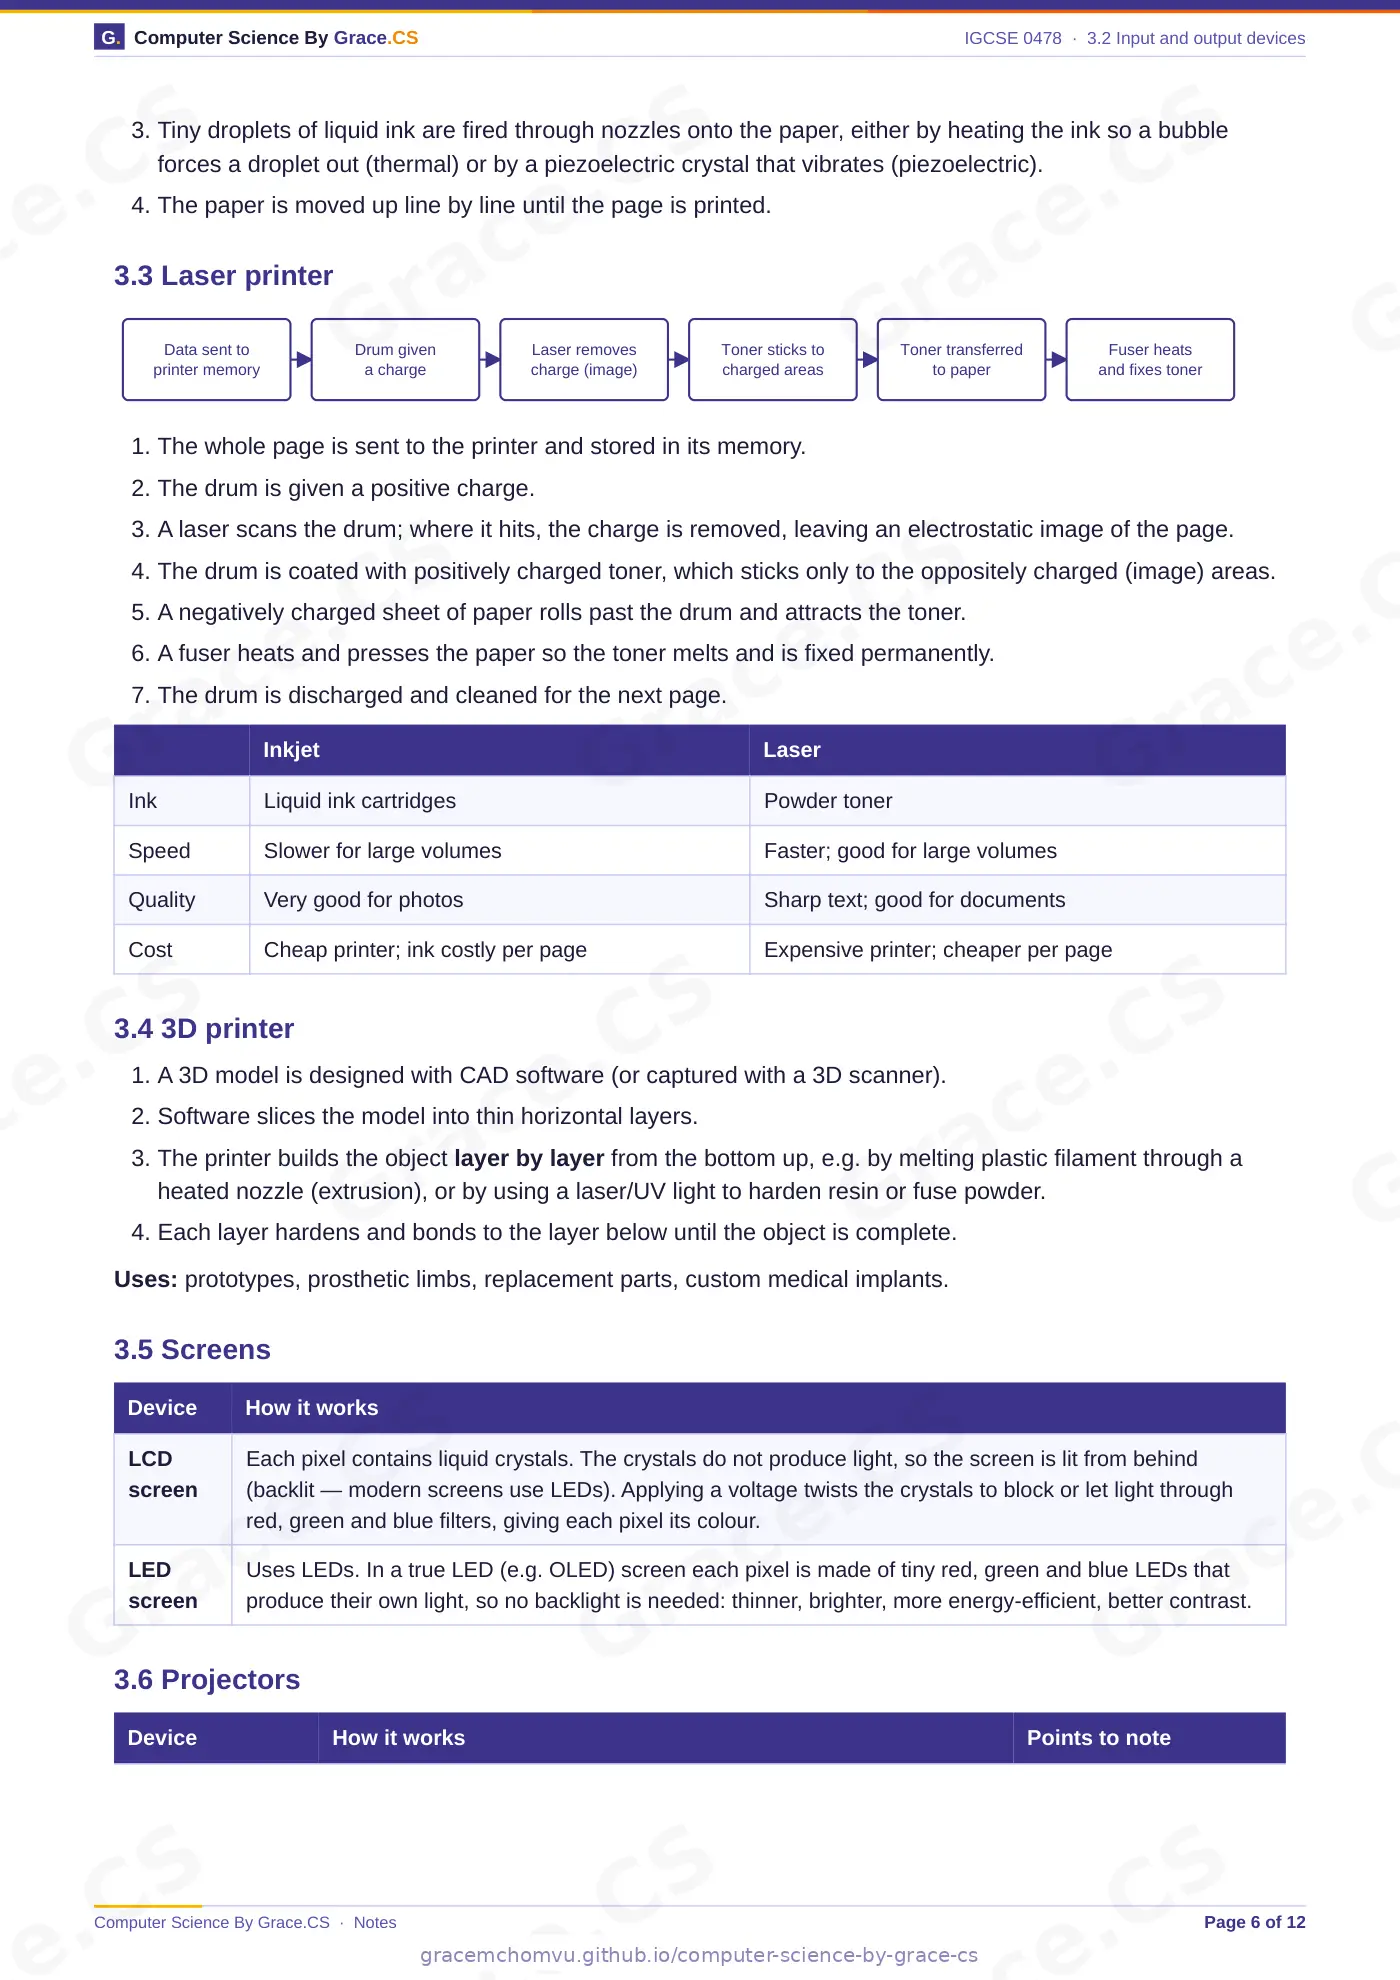 G. Computer Science By Grace.CS
IGCSE 0478 · 3.2 Input and output devices
3. Tiny droplets of liquid ink are fired through nozzles onto the paper, either by heating the ink so a bubble
forces a droplet out (thermal) or by a piezoelectric crystal that vibrates (piezoelectric).
4. The paper is moved up line by line until the page is printed.
3.3 Laser printer
Data sent to
printer memory
Drum given
a charge
Laser removes
charge (image)
Toner sticks to
charged areas
Toner transferred
to paper
Fuser heats
and fixes toner
1. The whole page is sent to the printer and stored in its memory.
2. The drum is given a positive charge.
3. A laser scans the drum; where it hits, the charge is removed, leaving an electrostatic image of the page.
4. The drum is coated with positively charged toner, which sticks only to the oppositely charged (image) areas.
5. A negatively charged sheet of paper rolls past the drum and attracts the toner.
6. A fuser heats and presses the paper so the toner melts and is fixed permanently.
7. The drum is discharged and cleaned for the next page.
Inkjet Laser
Ink Liquid ink cartridges Powder toner
Speed Slower for large volumes Faster; good for large volumes
Quality Very good for photos Sharp text; good for documents
Cost Cheap printer; ink costly per page Expensive printer; cheaper per page
3.4 3D printer
1. A 3D model is designed with CAD software (or captured with a 3D scanner).
2. Software slices the model into thin horizontal layers.
3. The printer builds the object layer by layer from the bottom up, e.g. by melting plastic filament through a
heated nozzle (extrusion), or by using a laser/UV light to harden resin or fuse powder.
4. Each layer hardens and bonds to the layer below until the object is complete.
Uses: prototypes, prosthetic limbs, replacement parts, custom medical implants.
3.5 Screens
Device How it works
LCD
screen
Each pixel contains liquid crystals. The crystals do not produce light, so the screen is lit from behind
(backlit — modern screens use LEDs). Applying a voltage twists the crystals to block or let light through
red, green and blue filters, giving each pixel its colour.
LED
screen
Uses LEDs. In a true LED (e.g. OLED) screen each pixel is made of tiny red, green and blue LEDs that
produce their own light, so no backlight is needed: thinner, brighter, more energy-efficient, better contrast.
3.6 Projectors
Device How it works Points to note
Computer Science By Grace.CS · Notes
Page 6 of 12
gracemchomvu.github.io/computer-science-by-grace-cs